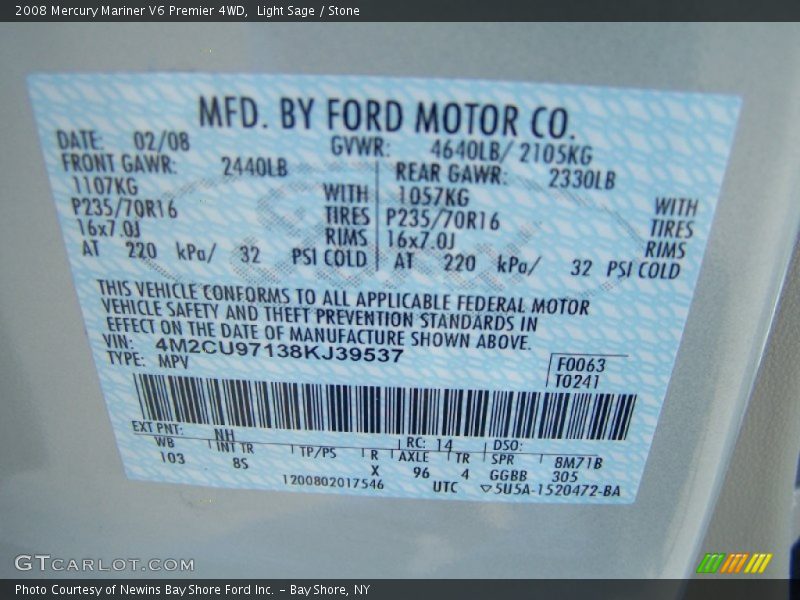 2008 Mercury Mariner V6 Premier 4WD,  Light Sage / Stone
MFD. BY FORD MOTOR CO.
DATE: 02/08 GVWR: 4640LB/ 2105KG
FRONT GAWR: 2440LB REAR GAWR: 2330LB
1107KG WITH 1057KG WITH
P235/70R16 TIRES P235/70R16 TIRES
16x7.0J RIMS 16x7.0J RIMS
AT 220 kPa/ 32 PSI COLD AT 220 kPa/ 32 PSI COLD
THIS VEHICLE CONFORMS TO ALL APPLICABLE FEDERAL MOTOR
VEHICLE SAFETY AND THEFT PREVENTION STANDARDS IN
EFFECT ON THE DATE OF MANUFACTURE SHOWN ABOVE.
VIN: 4M2CU97138KJ39537
TYPE: MPV
F0063
T0241
EXT PNT: NH RC: 14 DSO:
WB INT TR TP/PS R AXLE TR SPR 8M71B
103 8S X 96 4 GGBB 305
1200802017546 UTC ▽5U5A-1520472-BA
GTCARLOT.COM
Photo Courtesy of Newins Bay Shore Ford Inc. - Bay Shore, NY